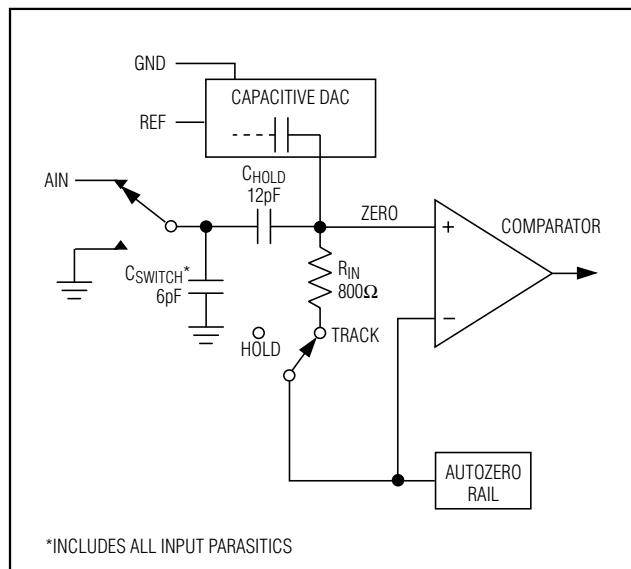 GND
CAPACITIVE DAC
REF
CHOLD
12pF
AIN
ZERO
COMPARATOR
+
CSWITCH*
6pF
RIN
800Ω
−
HOLD
TRACK
AUTOZERO
RAIL
*INCLUDES ALL INPUT PARASITICS